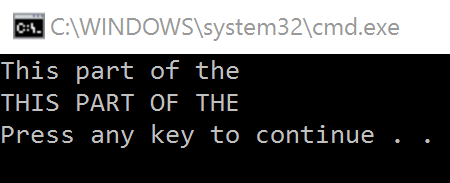 C:\WINDOWS\system32\cmd.exe
This part of the
THIS PART OF THE
Press any key to continue . .